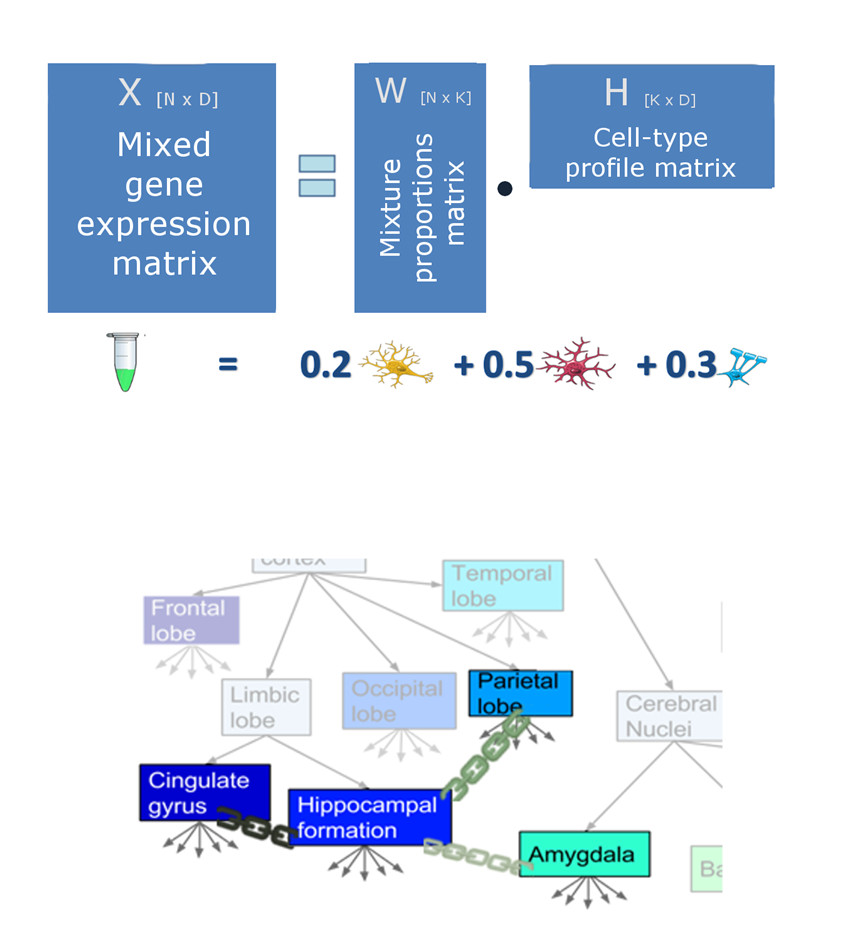 X [N x D]
Mixed
gene
expression
matrix
W [N x K]
Mixture
proportions
matrix
H [K x D]
Cell-type
profile matrix
= 0.2 + 0.5 + 0.3
cortex
Temporal
lobe
Frontal
lobe
Limbic
lobe
Occipital
lobe
Parietal
lobe
Cerebral
Nuclei
Cingulate
gyrus
Hippocampal
formation
Amygdala
Ba